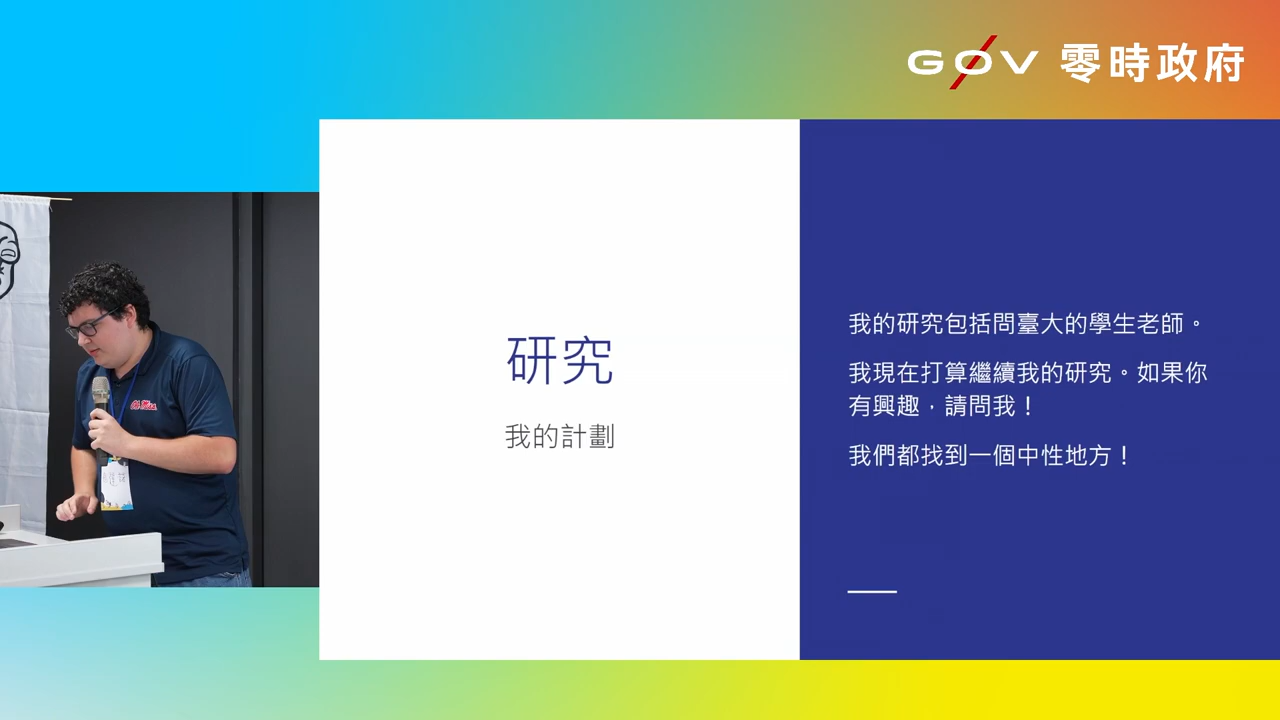 GOV 零時政府
研究
我的計劃
我的研究包括問臺大的學生老師。
我現在打算繼續我的研究。如果你
有興趣，請問我！
我們都找到一個中性地方！
Ole Miss